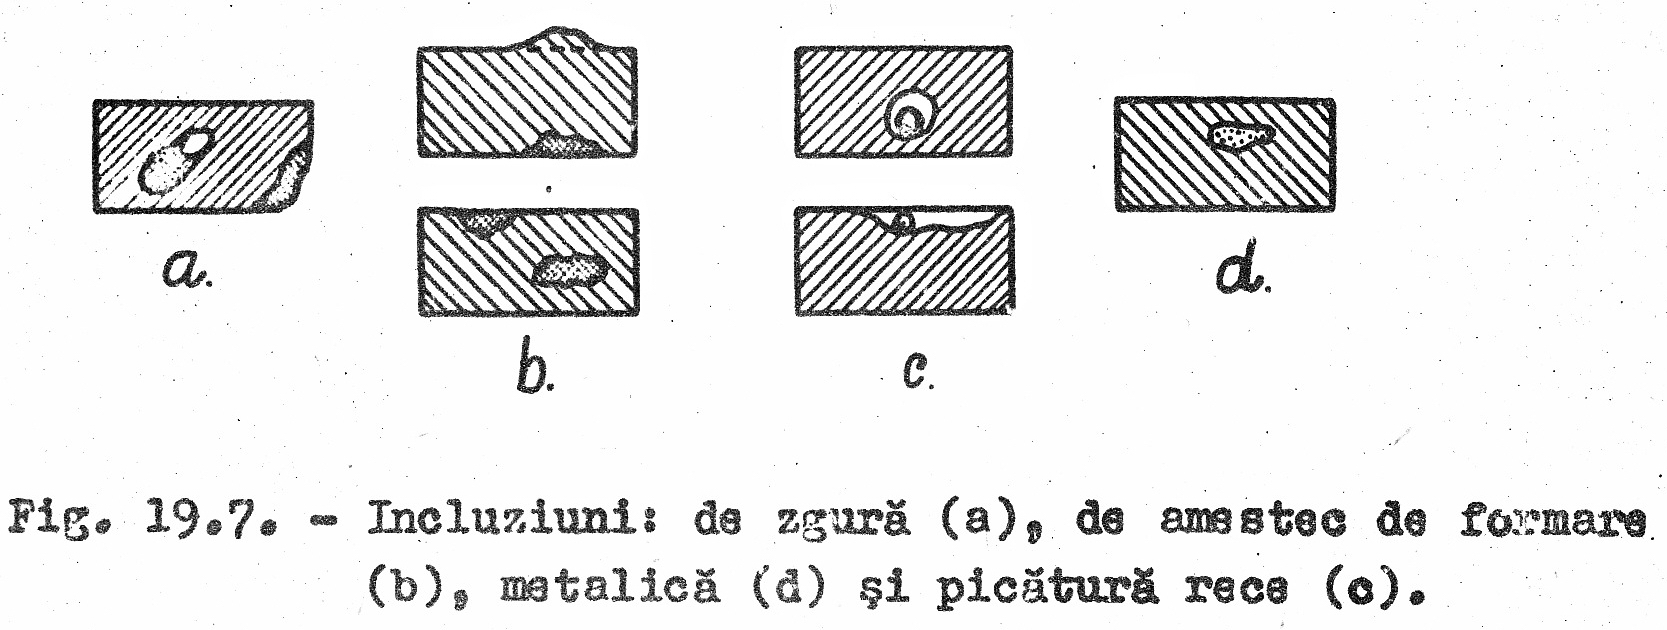 a.
b.
c.
d.
Fig. 19.7. - Incluziuni: de zgură (a), de amestec de formare
(b), metalică (d) şi picătură rece (c).